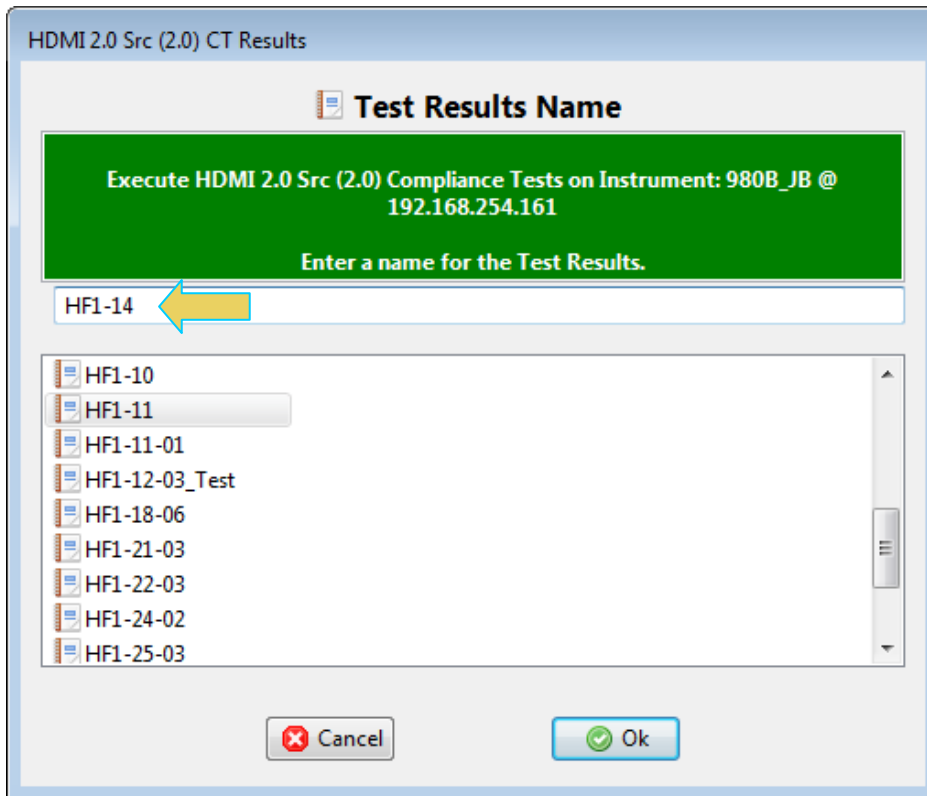 HDMI 2.0 Src (2.0) CT Results
Test Results Name
Execute HDMI 2.0 Src (2.0) Compliance Tests on Instrument: 980B_JB @
192.168.254.161
Enter a name for the Test Results.
HF1-14
HF1-10
HF1-11
HF1-11-01
HF1-12-03_Test
HF1-18-06
HF1-21-03
HF1-22-03
HF1-24-02
HF1-25-03
Cancel
Ok